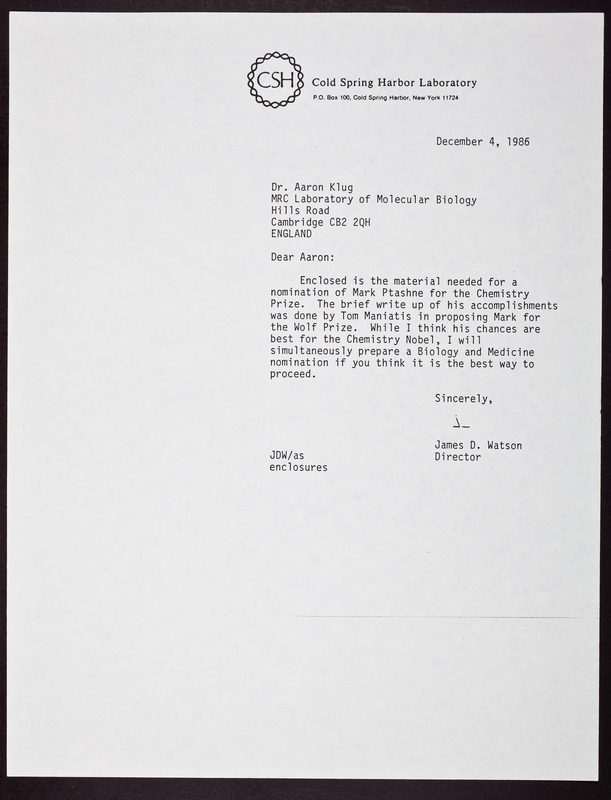 CSH
Cold Spring Harbor Laboratory
P.O. Box 100, Cold Spring Harbor, New York 11724
December 4, 1986
Dr. Aaron Klug
MRC Laboratory of Molecular Biology
Hills Road
Cambridge CB2 2QH
ENGLAND
Dear Aaron:
Enclosed is the material needed for a
nomination of Mark Ptashne for the Chemistry
Prize. The brief write up of his accomplishments
was done by Tom Maniatis in proposing Mark for
the Wolf Prize. While I think his chances are
best for the Chemistry Nobel, I will
simultaneously prepare a Biology and Medicine
nomination if you think it is the best way to
proceed.
Sincerely,
James D. Watson
Director
JDW/as
enclosures